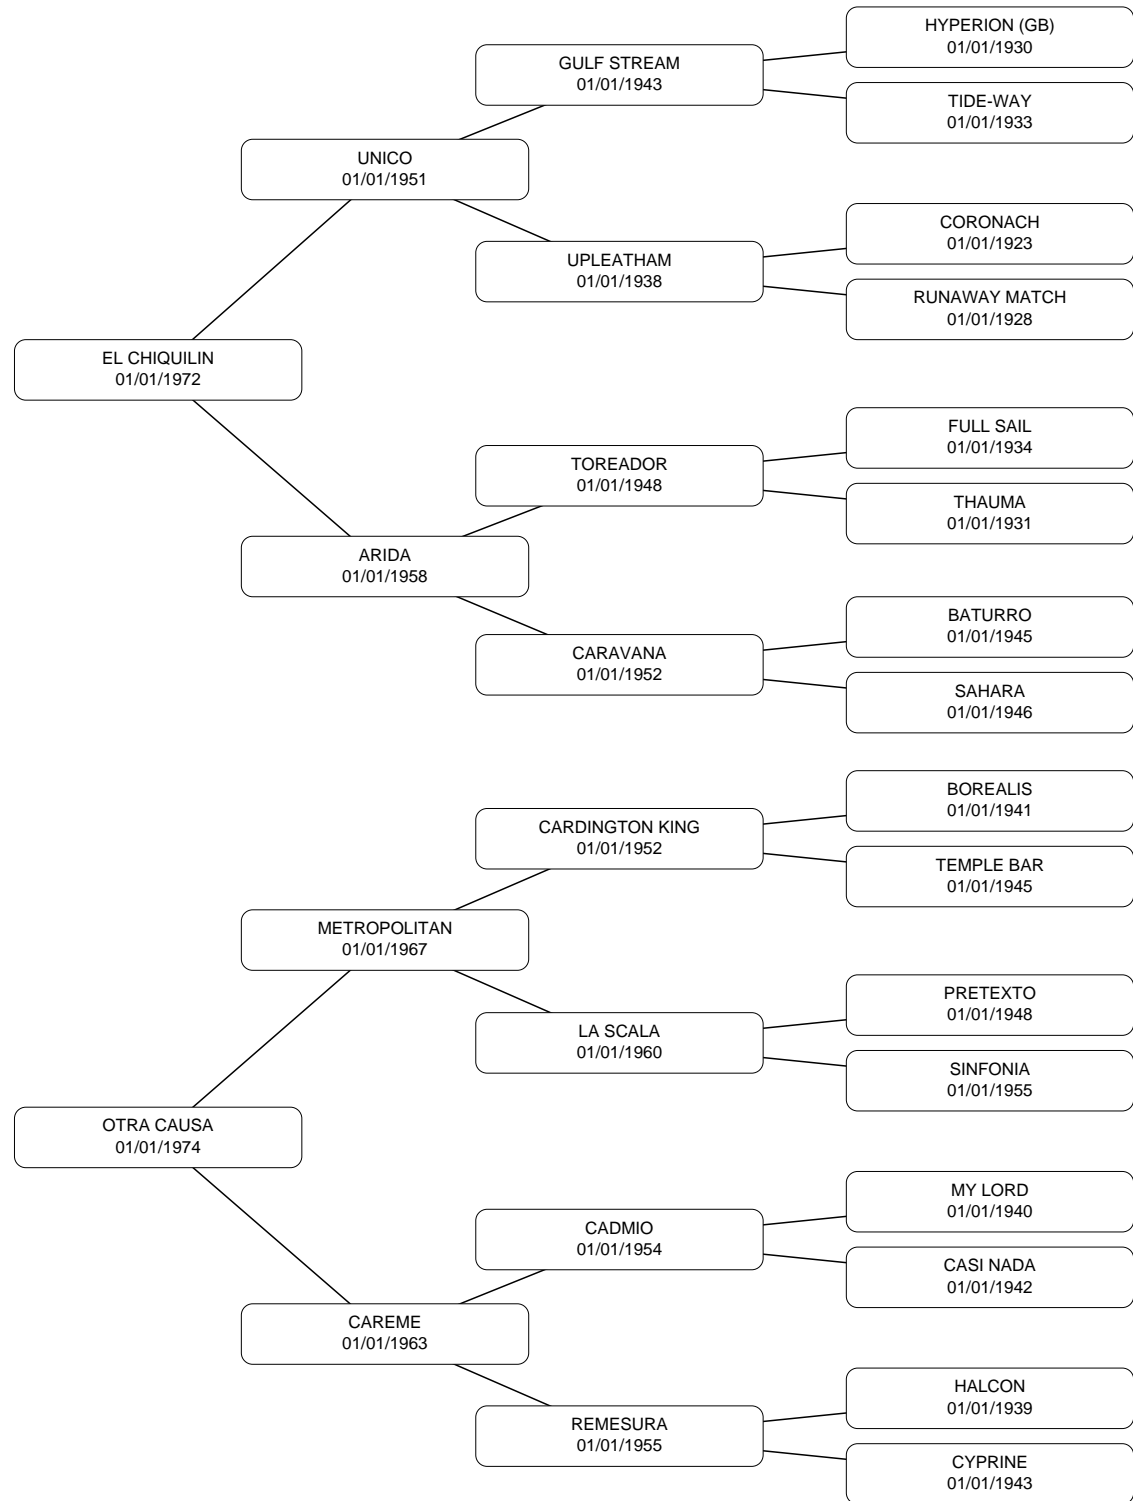 HYPERION (GB)
01/01/1930
GULF STREAM
01/01/1943
TIDE-WAY
01/01/1933
UNICO
01/01/1951
CORONACH
01/01/1923
UPLEATHAM
01/01/1938
RUNAWAY MATCH
01/01/1928
EL CHIQUILIN
01/01/1972
FULL SAIL
01/01/1934
TOREADOR
01/01/1948
THAUMA
01/01/1931
ARIDA
01/01/1958
BATURRO
01/01/1945
CARAVANA
01/01/1952
SAHARA
01/01/1946
BOREALIS
01/01/1941
CARDINGTON KING
01/01/1952
TEMPLE BAR
01/01/1945
METROPOLITAN
01/01/1967
PRETEXTO
01/01/1948
LA SCALA
01/01/1960
SINFONIA
01/01/1955
OTRA CAUSA
01/01/1974
MY LORD
01/01/1940
CADMIO
01/01/1954
CASI NADA
01/01/1942
CAREME
01/01/1963
HALCON
01/01/1939
REMESURA
01/01/1955
CYPRINE
01/01/1943